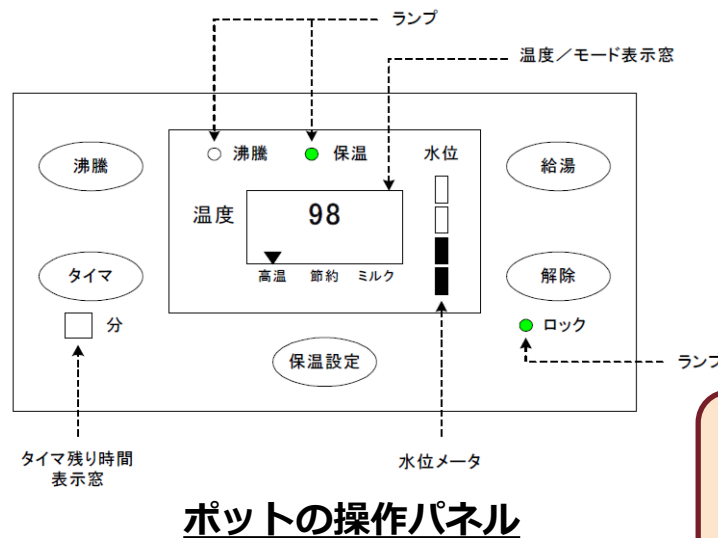 ランプ
温度／モード表示窓
沸騰
沸騰
保温
水位
給湯
温度
98
高温 節約 ミルク
タイマ
解除
分
ロック
保温設定
ランプ
タイマ残り時間
表示窓
水位メータ
ポットの操作パネル